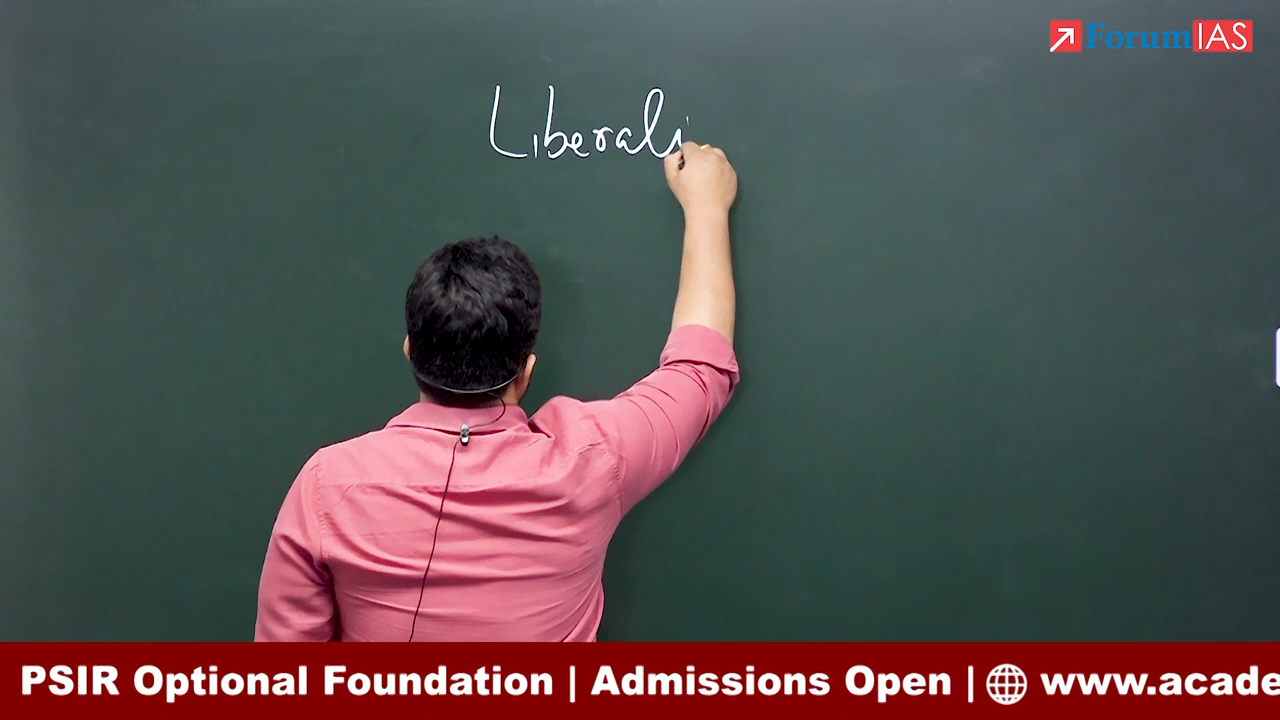 ForumIAS
Liberali
PSIR Optional Foundation | Admissions Open | www.acade